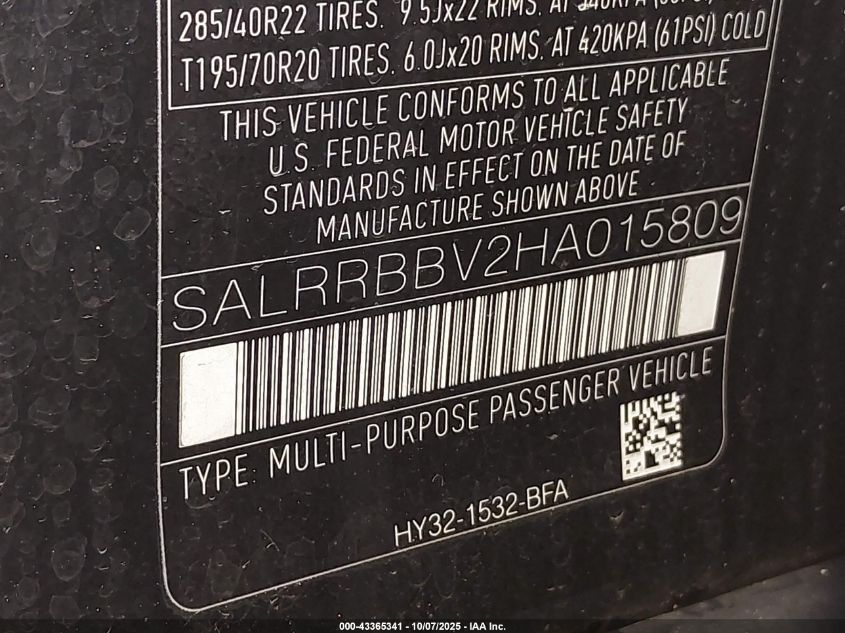 285/40R22 TIRES. 9.5Jx22 RIMS. AT
T195/70R20 TIRES. 6.0Jx20 RIMS. AT 420KPA (61PSI) COLD
THIS VEHICLE CONFORMS TO ALL APPLICABLE
U.S. FEDERAL MOTOR VEHICLE SAFETY
STANDARDS IN EFFECT ON THE DATE OF
MANUFACTURE SHOWN ABOVE
SALRRBBV2HA015809
TYPE: MULTI-PURPOSE PASSENGER VEHICLE
HY32-1532-BFA
000-43365341 - 10/07/2025 - IAA Inc.